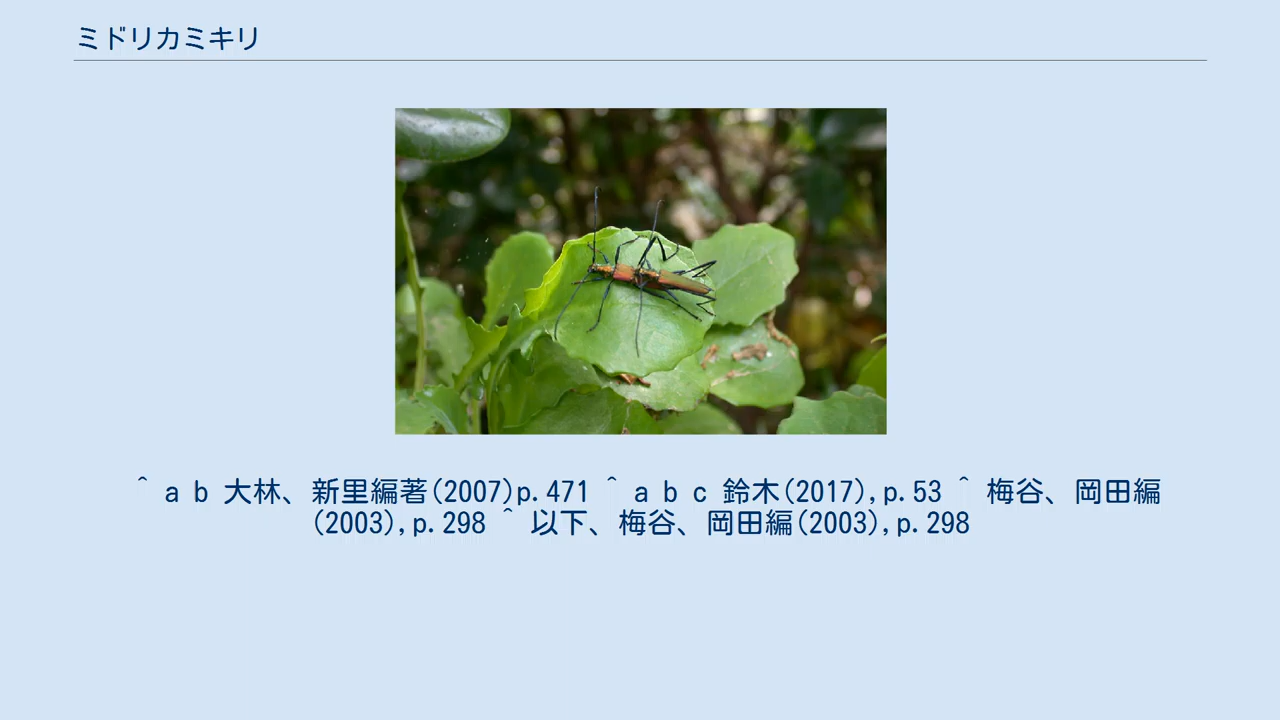 ミドリカミキリ
^ a b 大林、新里編著(2007)p.471 ^ a b c 鈴木(2017),p.53 ^ 梅谷、岡田編
(2003),p.298 ^ 以下、梅谷、岡田編(2003),p.298